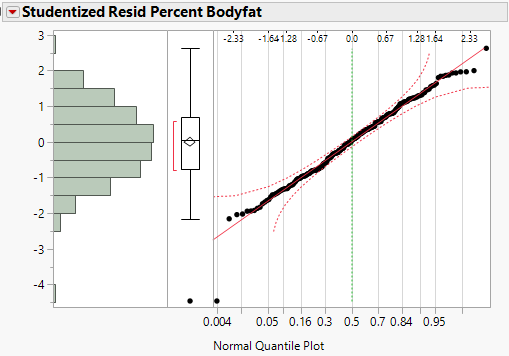 Studentized Resid Percent Bodyfat
-2.33 -1.64 -1.28 -0.67 0.0 0.67 1.28 1.64 2.33
3
2
1
0
-1
-2
-3
-4
0.004 0.05 0.16 0.3 0.5 0.7 0.84 0.95
Normal Quantile Plot